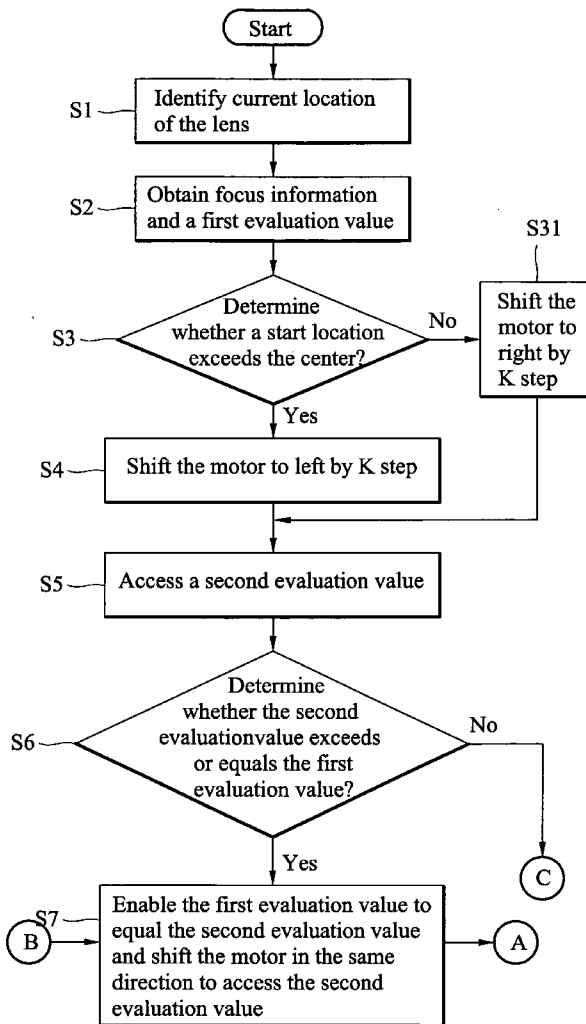 Start
S1
Identify current location
of the lens
S2
Obtain focus information
and a first evaluation value
S31
Shift the
motor to
right by
K step
S3
Determine
whether a start location
exceeds the center?
No
Yes
S4
Shift the motor to left by K step
S5
Access a second evaluation value
S6
Determine
whether the second
evaluationvalue exceeds
or equals the first
evaluation value?
No
Yes
C
S7
Enable the first evaluation value to
equal the second evaluation value
and shift the motor in the same
direction to access the second
evaluation value
B
A